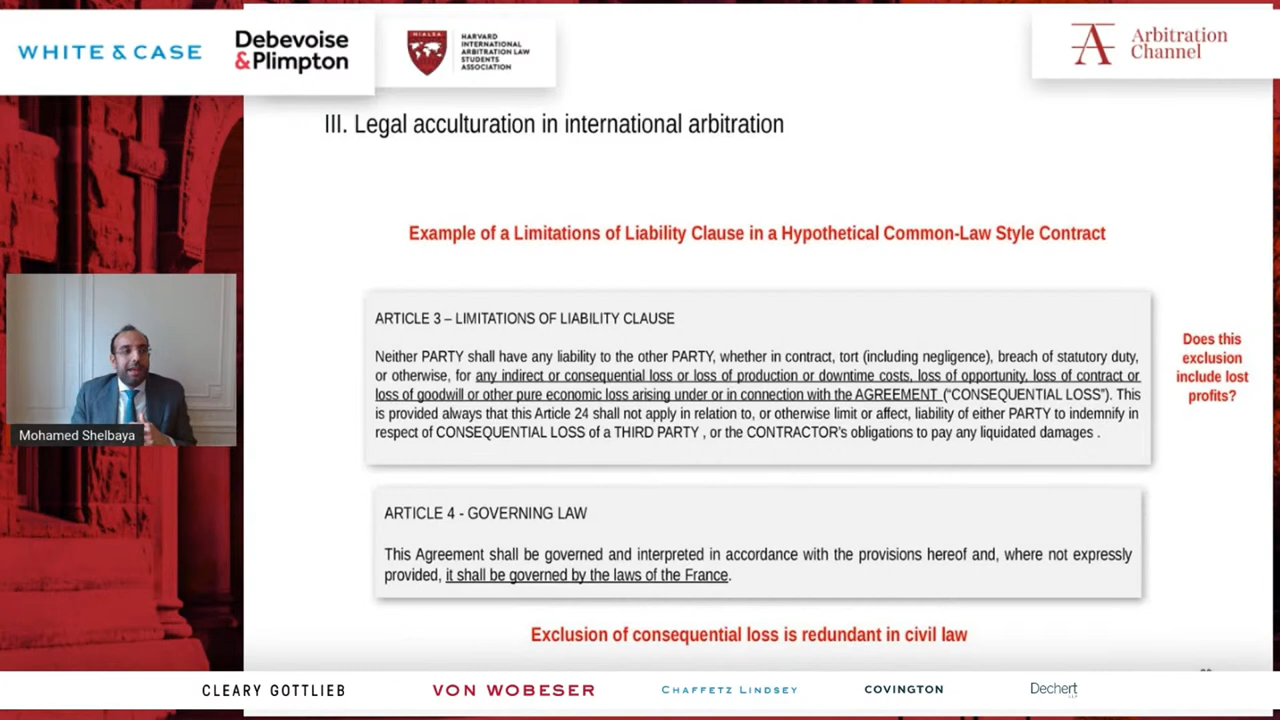 WHITE & CASE
Debevoise
&Plimpton
HIALSA
HARVARD
INTERNATIONAL
ARBITRATION LAW
STUDENTS
ASSOCIATION
Arbitration
Channel
III. Legal acculturation in international arbitration
Example of a Limitations of Liability Clause in a Hypothetical Common-Law Style Contract
ARTICLE 3 – LIMITATIONS OF LIABILITY CLAUSE
Neither PARTY shall have any liability to the other PARTY, whether in contract, tort (including negligence), breach of statutory duty,
or otherwise, for any indirect or consequential loss or loss of production or downtime costs, loss of opportunity, loss of contract or
loss of goodwill or other pure economic loss arising under or in connection with the AGREEMENT (“CONSEQUENTIAL LOSS”). This
is provided always that this Article 24 shall not apply in relation to, or otherwise limit or affect, liability of either PARTY to indemnify in
respect of CONSEQUENTIAL LOSS of a THIRD PARTY , or the CONTRACTOR’s obligations to pay any liquidated damages .
Does this
exclusion
include lost
profits?
Mohamed Shelbaya
ARTICLE 4 - GOVERNING LAW
This Agreement shall be governed and interpreted in accordance with the provisions hereof and, where not expressly
provided, it shall be governed by the laws of the France.
Exclusion of consequential loss is redundant in civil law
CLEARY GOTTLIEB
VON WOBESER
CHAFFETZ LINDSEY
COVINGTON
Dechert